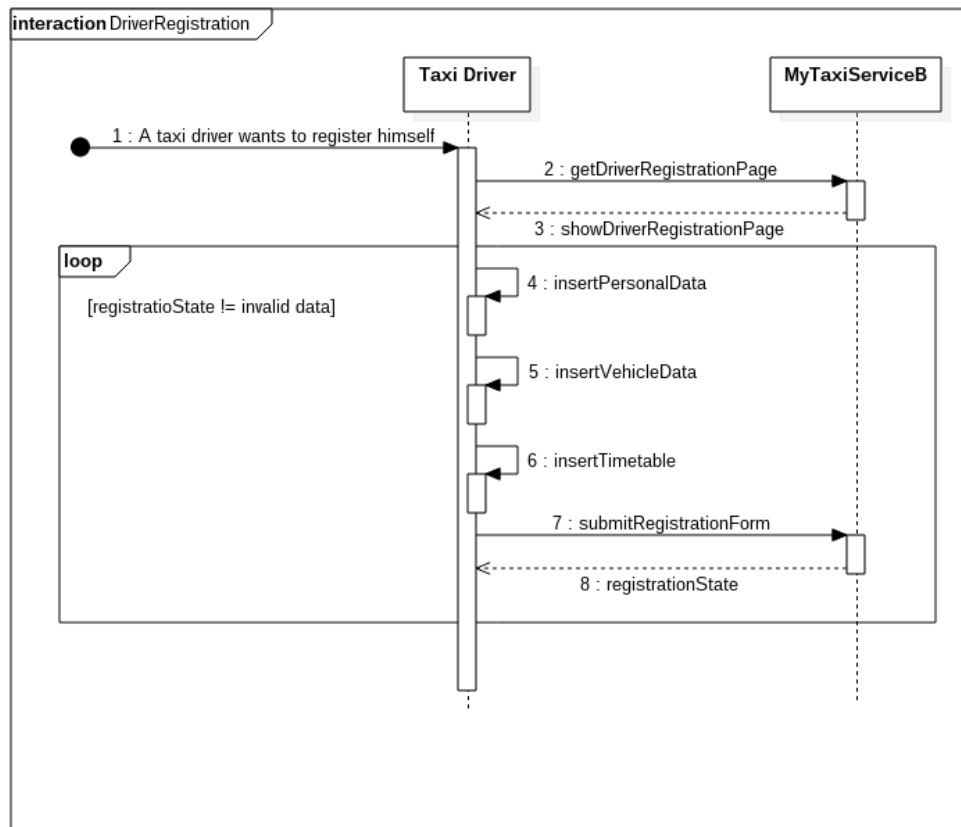 interaction DriverRegistration
Taxi Driver
MyTaxiServiceB
1 : A taxi driver wants to register himself
2 : getDriverRegistrationPage
3 : showDriverRegistrationPage
loop
[registratioState != invalid data]
4 : insertPersonalData
5 : insertVehicleData
6 : insertTimetable
7 : submitRegistrationForm
8 : registrationState